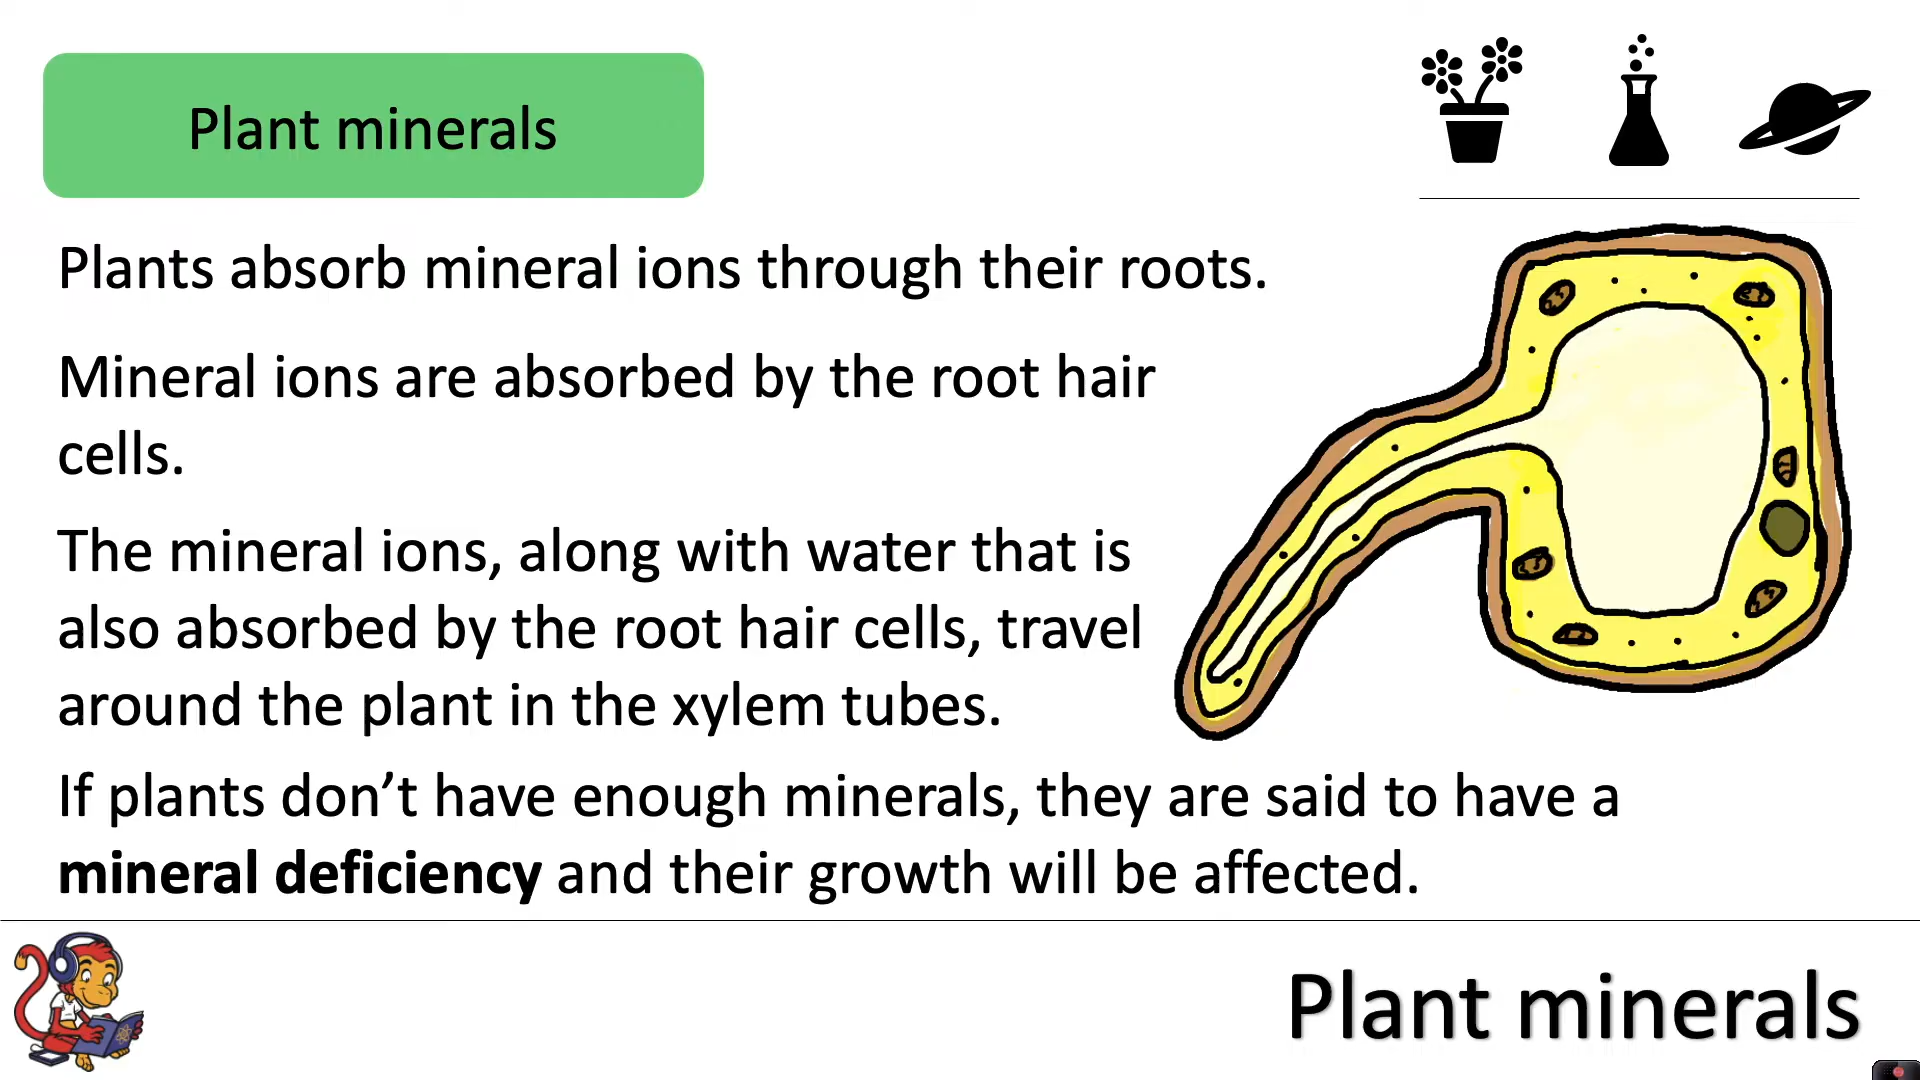 Plant minerals
Plants absorb mineral ions through their roots.
Mineral ions are absorbed by the root hair
cells.
The mineral ions, along with water that is
also absorbed by the root hair cells, travel
around the plant in the xylem tubes.
If plants don’t have enough minerals, they are said to have a
mineral deficiency and their growth will be affected.
Plant minerals